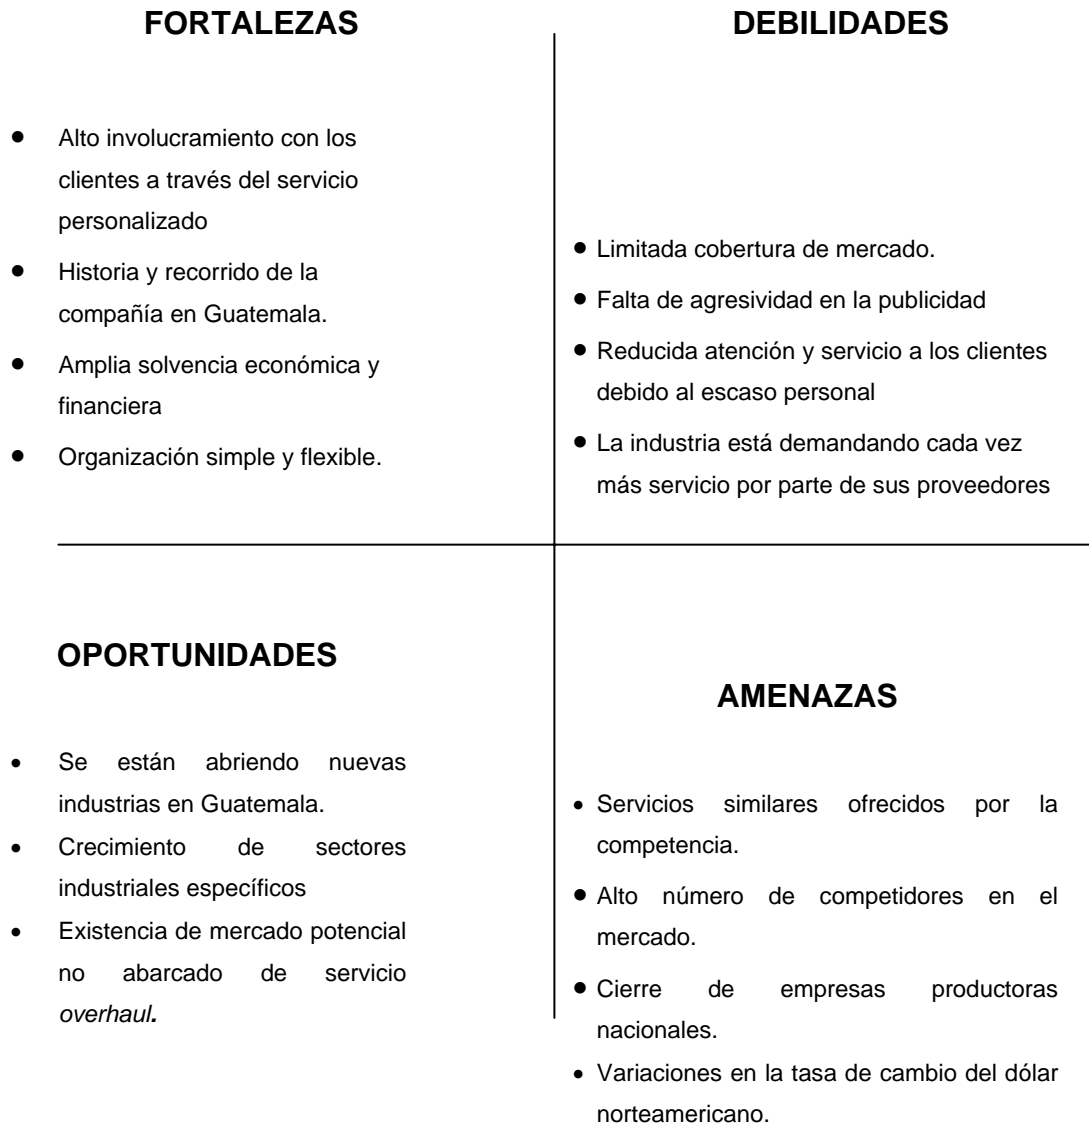 FORTALEZAS
• Alto involucramiento con los
clientes a través del servicio
personalizado
• Historia y recorrido de la
compañía en Guatemala.
• Amplia solvencia económica y
financiera
• Organización simple y flexible.
DEBILIDADES
• Limitada cobertura de mercado.
• Falta de agresividad en la publicidad
• Reducida atención y servicio a los clientes
debido al escaso personal
• La industria está demandando cada vez
más servicio por parte de sus proveedores
OPORTUNIDADES
• Se están abriendo nuevas
industrias en Guatemala.
• Crecimiento de sectores
industriales específicos
• Existencia de mercado potencial
no abarcado de servicio
overhaul.
AMENAZAS
• Servicios similares ofrecidos por la
competencia.
• Alto número de competidores en el
mercado.
• Cierre de empresas productoras
nacionales.
• Variaciones en la tasa de cambio del dólar
norteamericano.